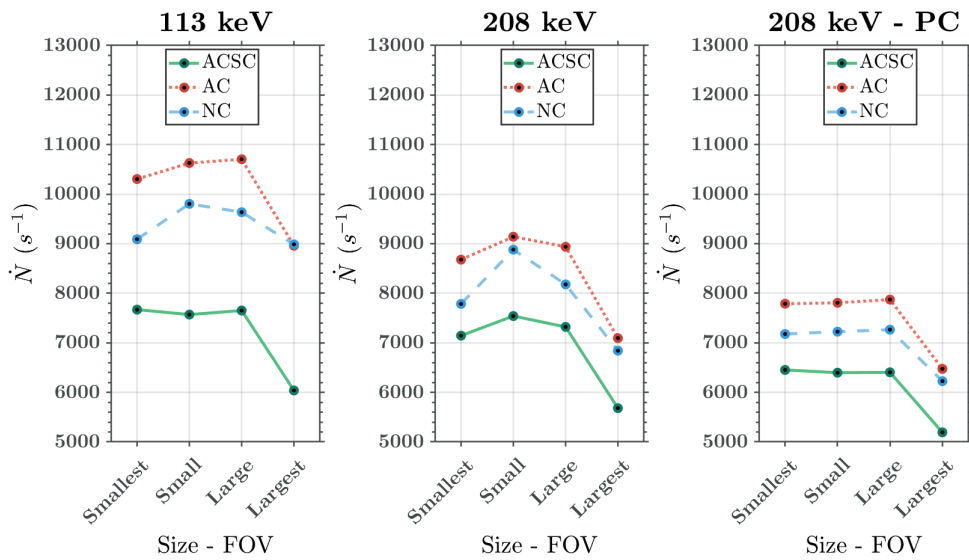 113 keV
13000
12000
11000
10000
9000
8000
7000
6000
5000
Ṅ (s⁻¹)
ACSC
AC
NC
Smallest
Small
Large
Largest
Size - FOV
208 keV
13000
12000
11000
10000
9000
8000
7000
6000
5000
Ṅ (s⁻¹)
ACSC
AC
NC
Smallest
Small
Large
Largest
Size - FOV
208 keV - PC
13000
12000
11000
10000
9000
8000
7000
6000
5000
Ṅ (s⁻¹)
ACSC
AC
NC
Smallest
Small
Large
Largest
Size - FOV